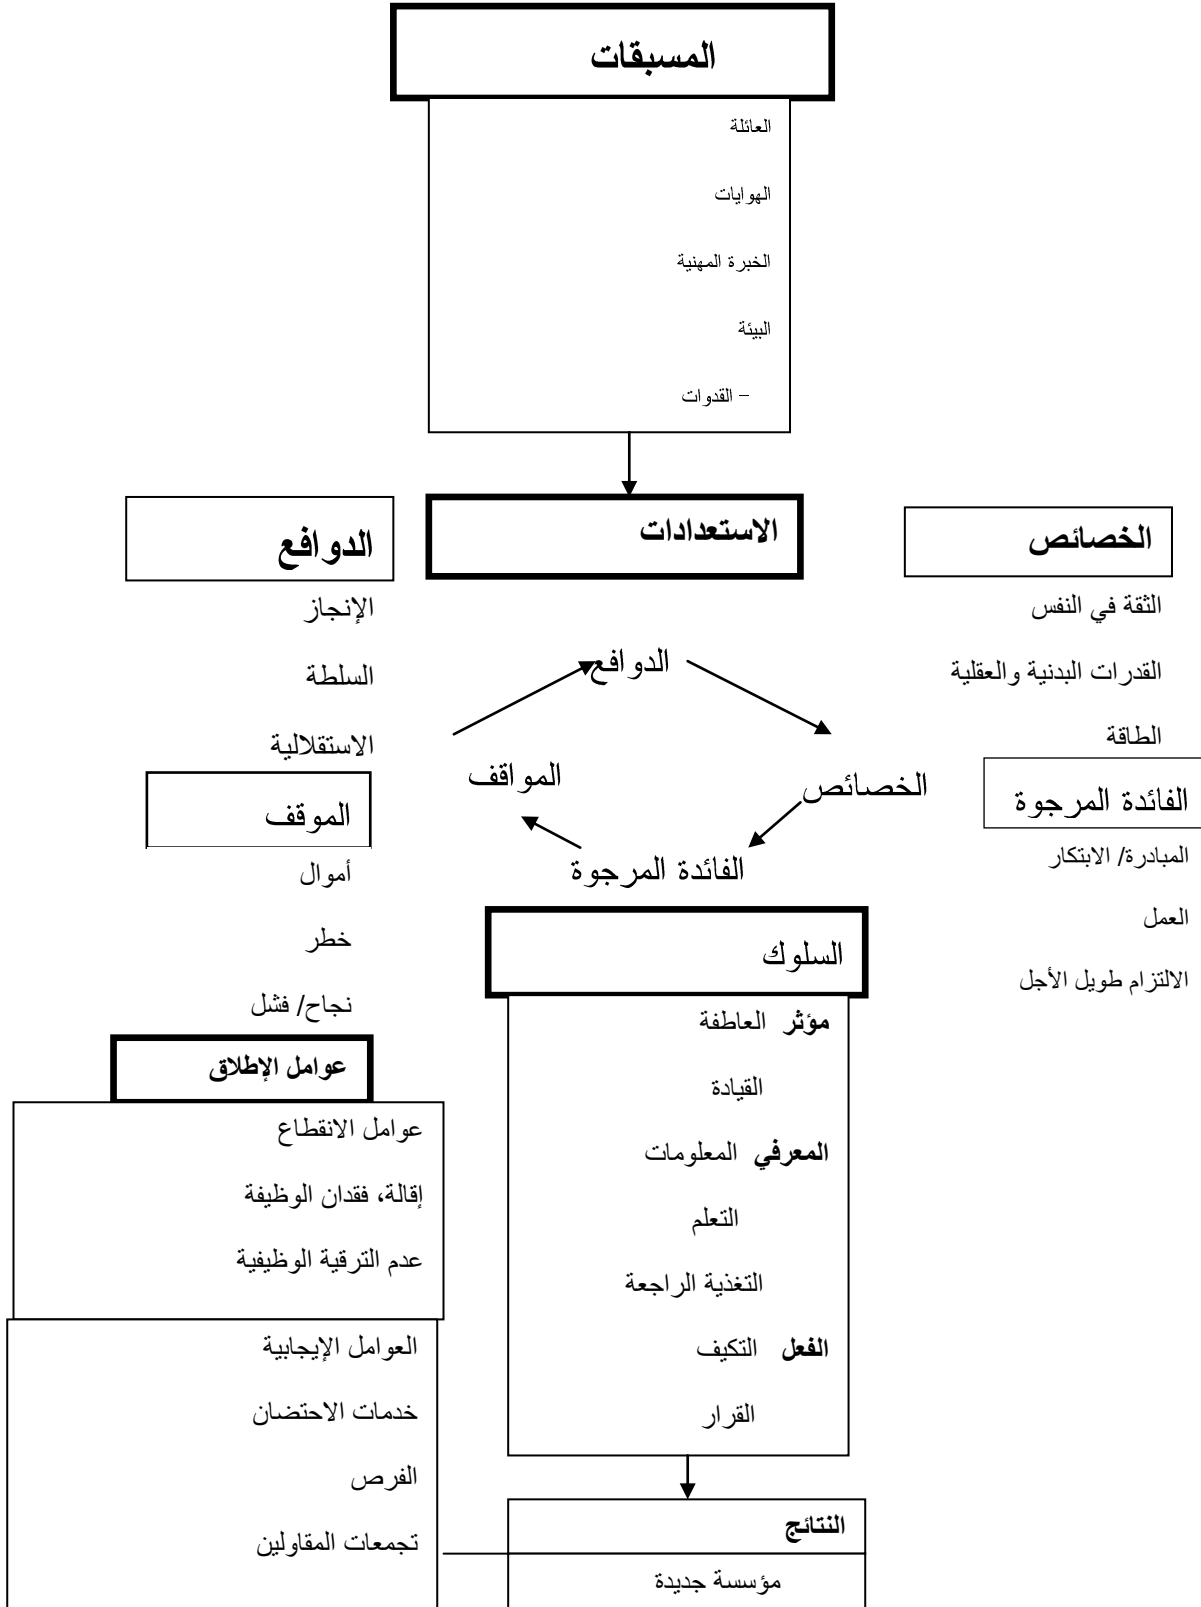 المسبقات
العائلة
الهوايات
الخبرة المهنية
البيئة
– القدوات
الخصائص
الثقة في النفس
القدرات البدنية والعقلية
الطاقة
الاستعدادات
الدوافع
الإنجاز
السلطة
الاستقلالية
الدوافع
الخصائص
المواقف
الفائدة المرجوة
الفائدة المرجوة
المبادرة/ الابتكار
العمل
الالتزام طويل الأجل
الموقف
أموال
خطر
نجاح/ فشل
السلوك
مؤثر العاطفة
القيادة
المعرفي المعلومات
التعلم
التغذية الراجعة
الفعل التكيف
القرار
عوامل الإطلاق
عوامل الانقطاع
إقالة، فقدان الوظيفة
عدم الترقية الوظيفية
العوامل الإيجابية
خدمات الاحتضان
الفرص
تجمعات المقاولين
النتائج
مؤسسة جديدة